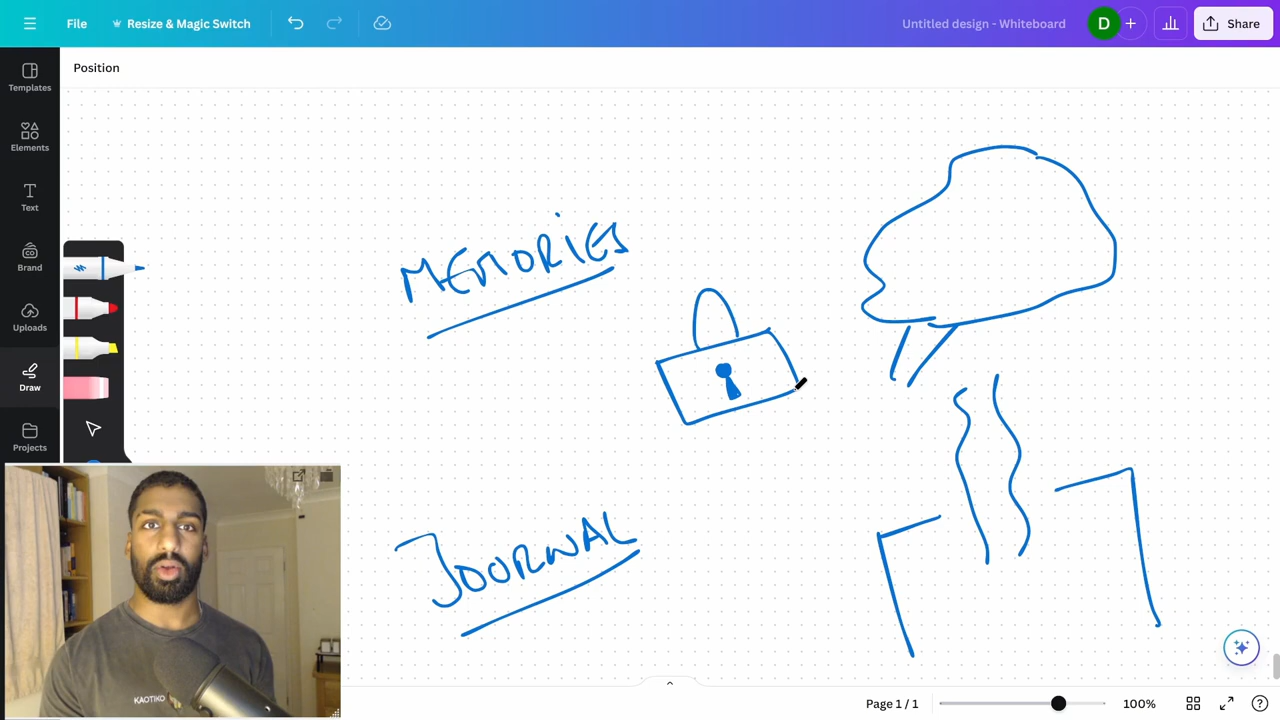 File
Resize & Magic Switch
Untitled design - Whiteboard
D
+
Share
Position
Templates
Elements
Text
Brand
Uploads
Draw
Projects
MEMORIES
JOURNAL
KAOTIKO
Page 1 / 1
100%
?